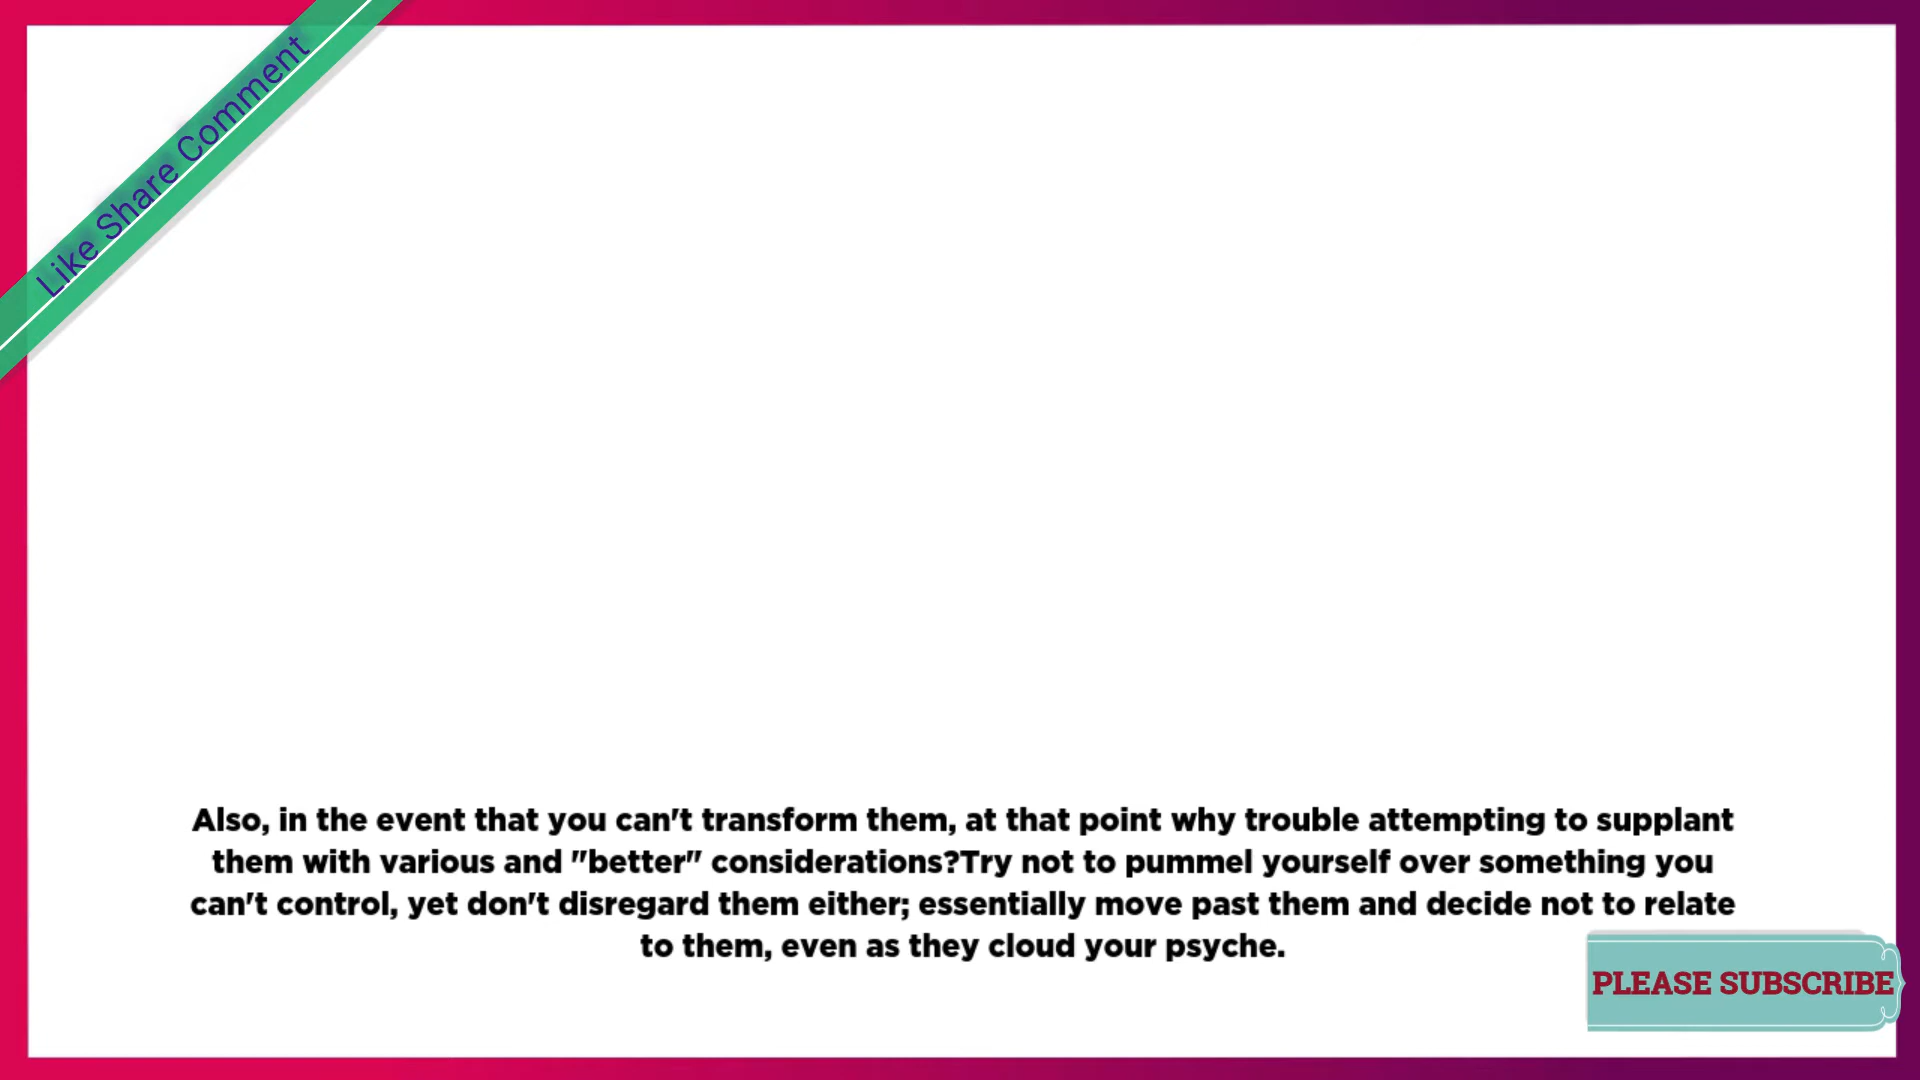 Like Share Comment
Also, in the event that you can't transform them, at that point why trouble attempting to supplant
them with various and "better" considerations?Try not to pummel yourself over something you
can't control, yet don't disregard them either; essentially move past them and decide not to relate
to them, even as they cloud your psyche.
PLEASE SUBSCRIBE